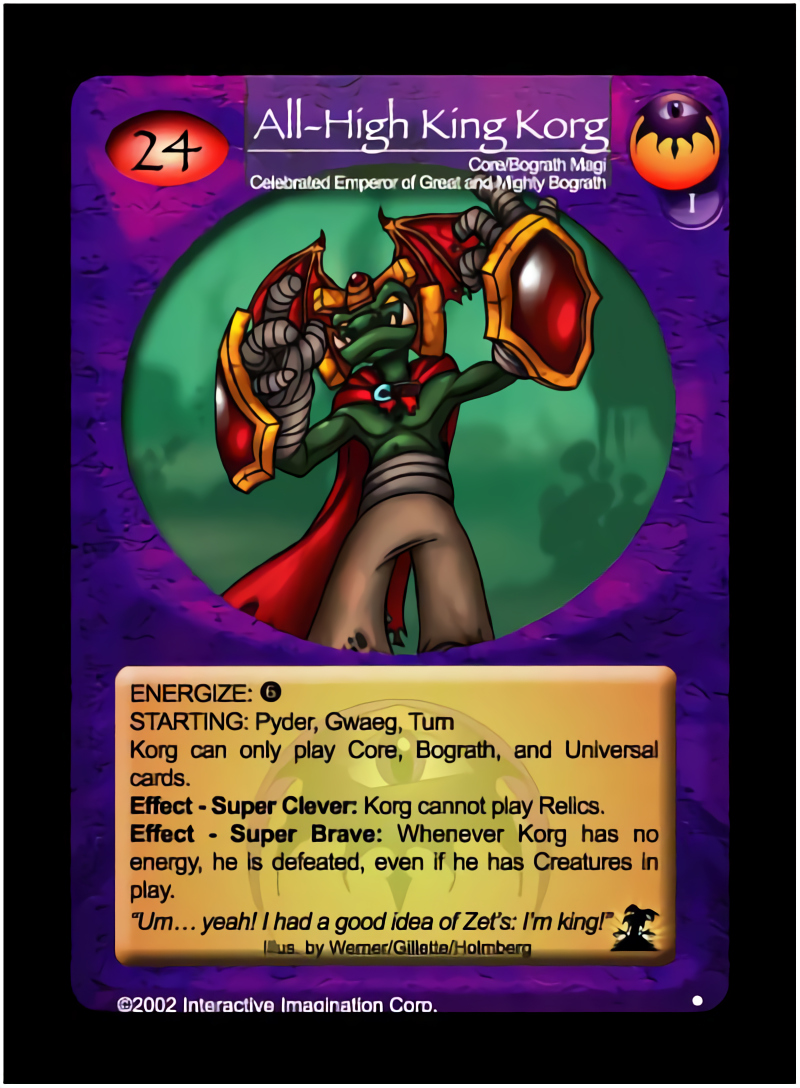 24
All-High King Korg
Core/Bograth Magi
Celebrated Emperor of Great and Mighty Bograth
I
ENERGIZE: 6
STARTING: Pyder, Gwaeg, Turn
Korg can only play Core, Bograth, and Universal
cards.
Effect - Super Clever: Korg cannot play Relics.
Effect - Super Brave: Whenever Korg has no
energy, he is defeated, even if he has Creatures in
play.
"Um... yeah! I had a good idea of Zet's: I'm king!"
Illus. by Werner/Gillette/Holmberg
©2002 Interactive Imagination Corp.